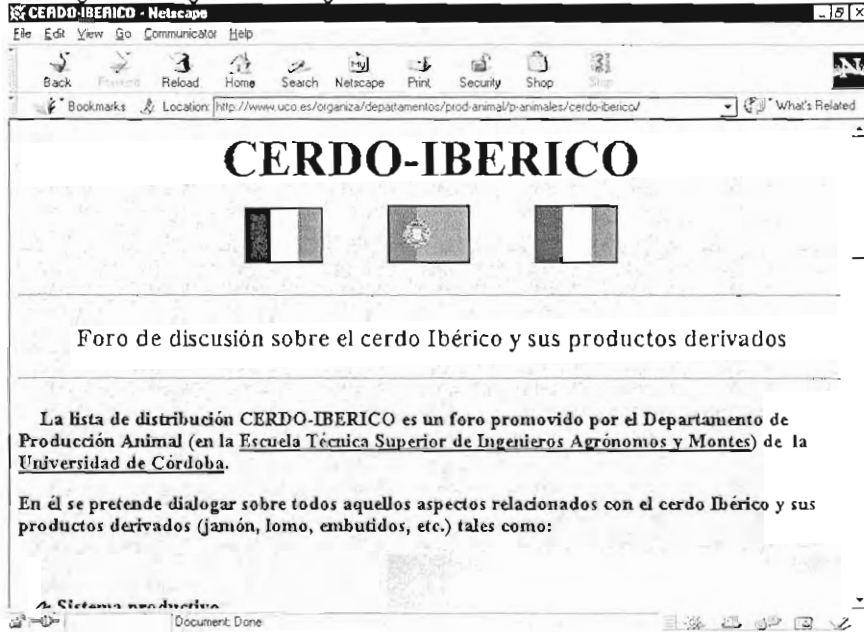 CERDO-IBERICO - Netscape
File Edit View Go Communicator Help
Back Forward Reload Home Search Netscape Print Security Shop Stop
Bookmarks Location: http://www.uco.es/organiza/departamentos/prod-animal/p-animales/cerdo-iberico/ What's Related
CERDO-IBERICO
Foro de discusión sobre el cerdo Ibérico y sus productos derivados
La lista de distribución CERDO-IBERICO es un foro promovido por el Departamento de
Producción Animal (en la Escuela Técnica Superior de Ingenieros Agrónomos y Montes) de la
Universidad de Córdoba.
En él se pretende dialogar sobre todos aquellos aspectos relacionados con el cerdo Ibérico y sus
productos derivados (jamón, lomo, embutidos, etc.) tales como:
Sistema productivo
Document: Done